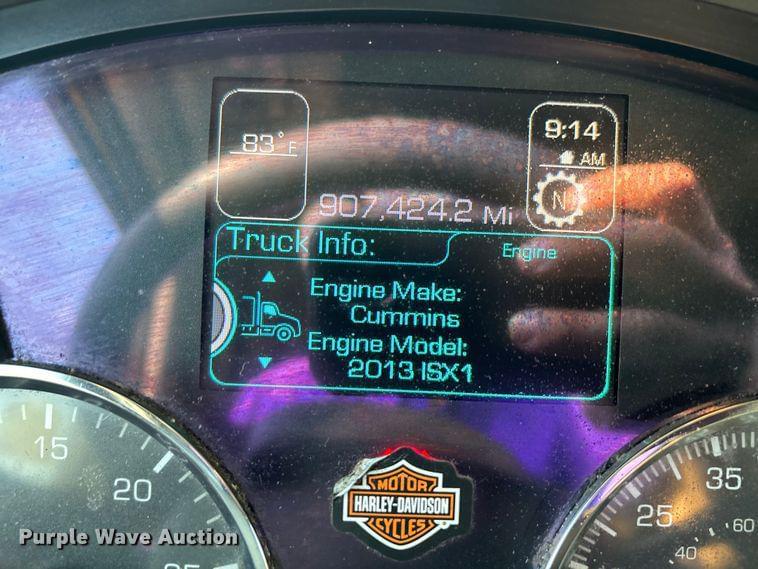 83°F
9:14
AM
N
907,424.2 Mi
Truck Info:
Engine
Engine Make:
Cummins
Engine Model:
2013 ISX1
15
20
25
MOTOR
HARLEY-DAVIDSON
CYCLES
35
25
60
40
Purple Wave Auction